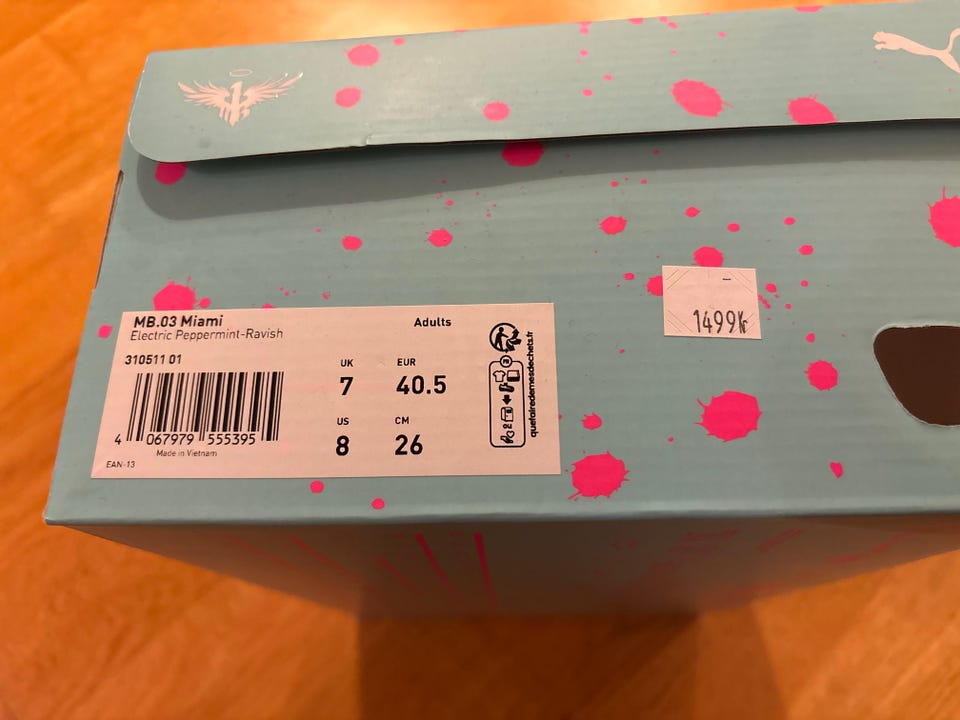 MB.03 Miami
Electric Peppermint-Ravish
Adults
310511 01
UK
7
EUR
40.5
US
8
CM
26
4 067979 555395
Made in Vietnam
EAN-13
quefairedemesdechets.fr
1499kr